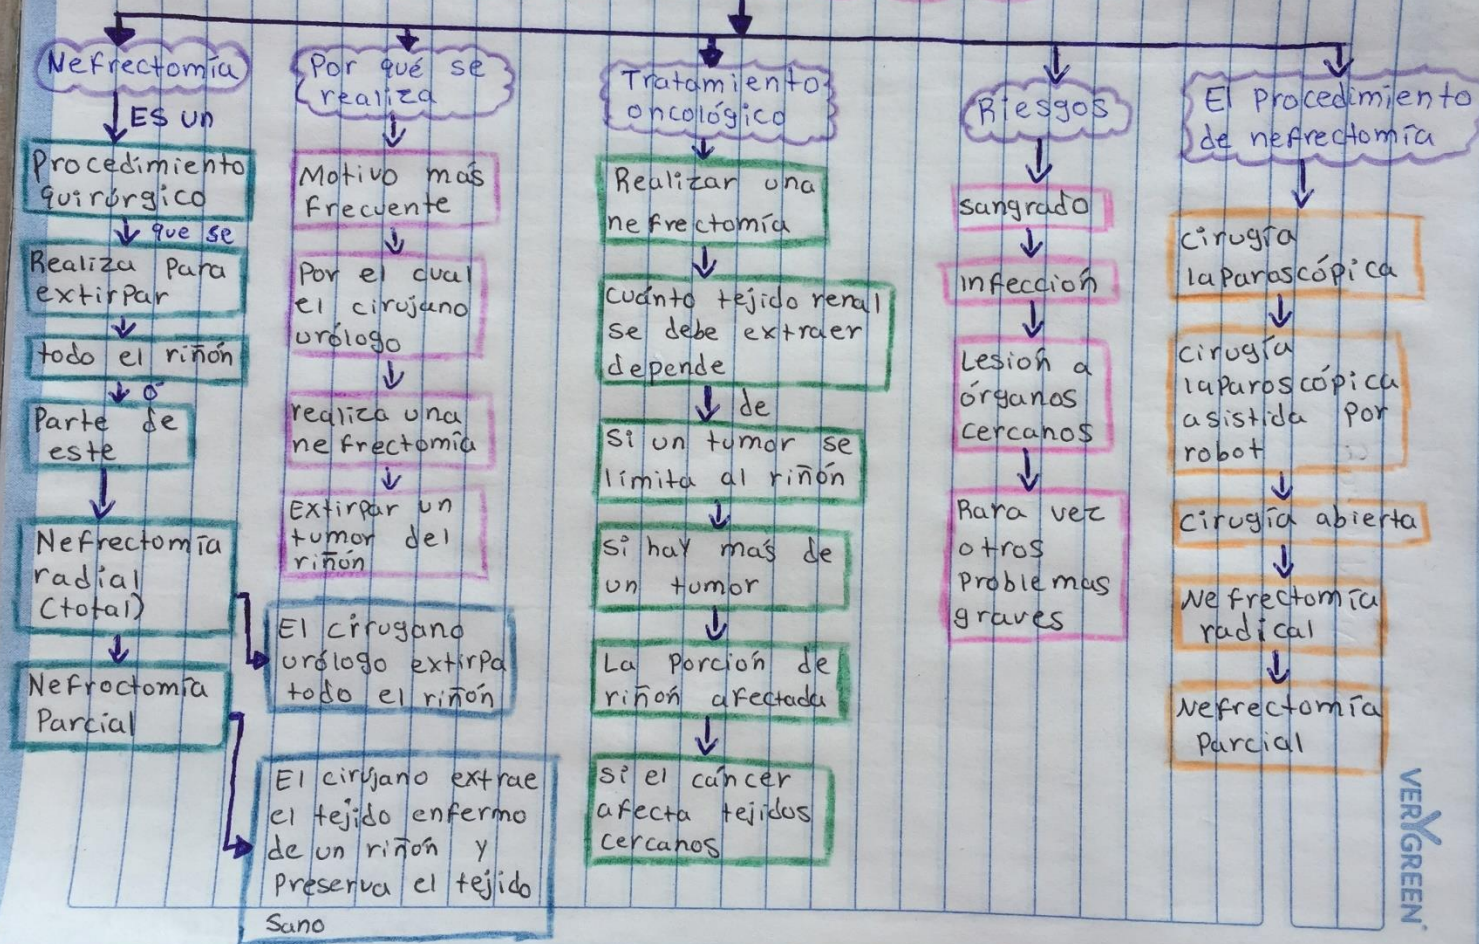 Nefrectomía
ES un
Procedimiento
quirúrgico
que se
Realiza Para
extirpar
todo el riñón
ó
Parte de
este
Nefrectomía
radial
(total)
Nefroctomía
Parcial
El cirugano
urólogo extirpa
todo el riñón
El cirujano extrae
el tejido enfermo
de un riñón y
Preserva el tejido
Sano
Por qué se
realiza
Motivo más
Frecuente
Por el cual
el cirujano
urólogo
realiza una
nefrectomía
Extirpar un
tumor del
riñón
Tratamiento
oncológico
Realizar una
nefrectomía
Cuánto tejido renal
se debe extraer
depende
de
Si un tumor se
límita al riñón
Si hay más de
un tumor
La Porción de
riñón afectada
Si el cáncer
afecta tejidos
cercanos
Riesgos
Sangrado
Infección
Lesión a
órganos
cercanos
Rara vez
otros
Problemas
graves
El Procedimiento
de nefrectomía
Cirugía
laparoscópica
Cirugía
laparoscópica
asistida Por
robot
Cirugía abierta
Nefrectomía
radical
Nefrectomía
Parcial
VERYGREEN